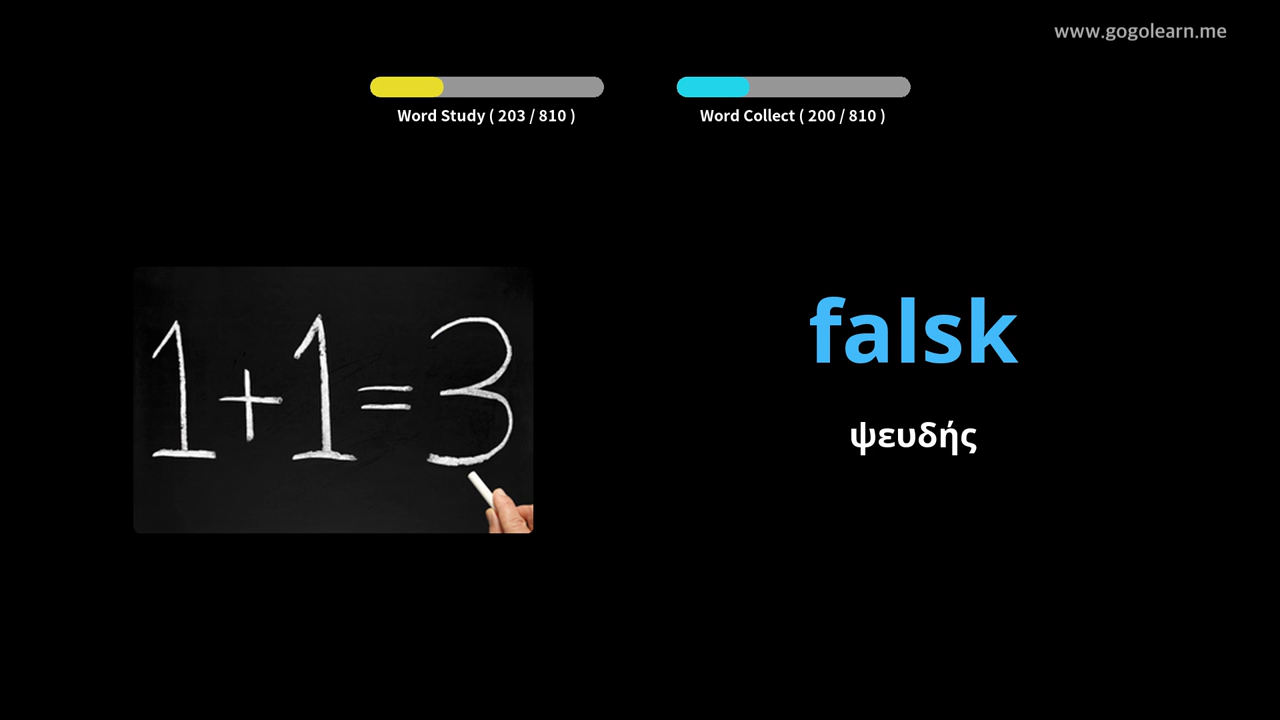 www.gogolearn.me
Word Study ( 203 / 810 )
Word Collect ( 200 / 810 )
1+1=3
falsk
ψευδής